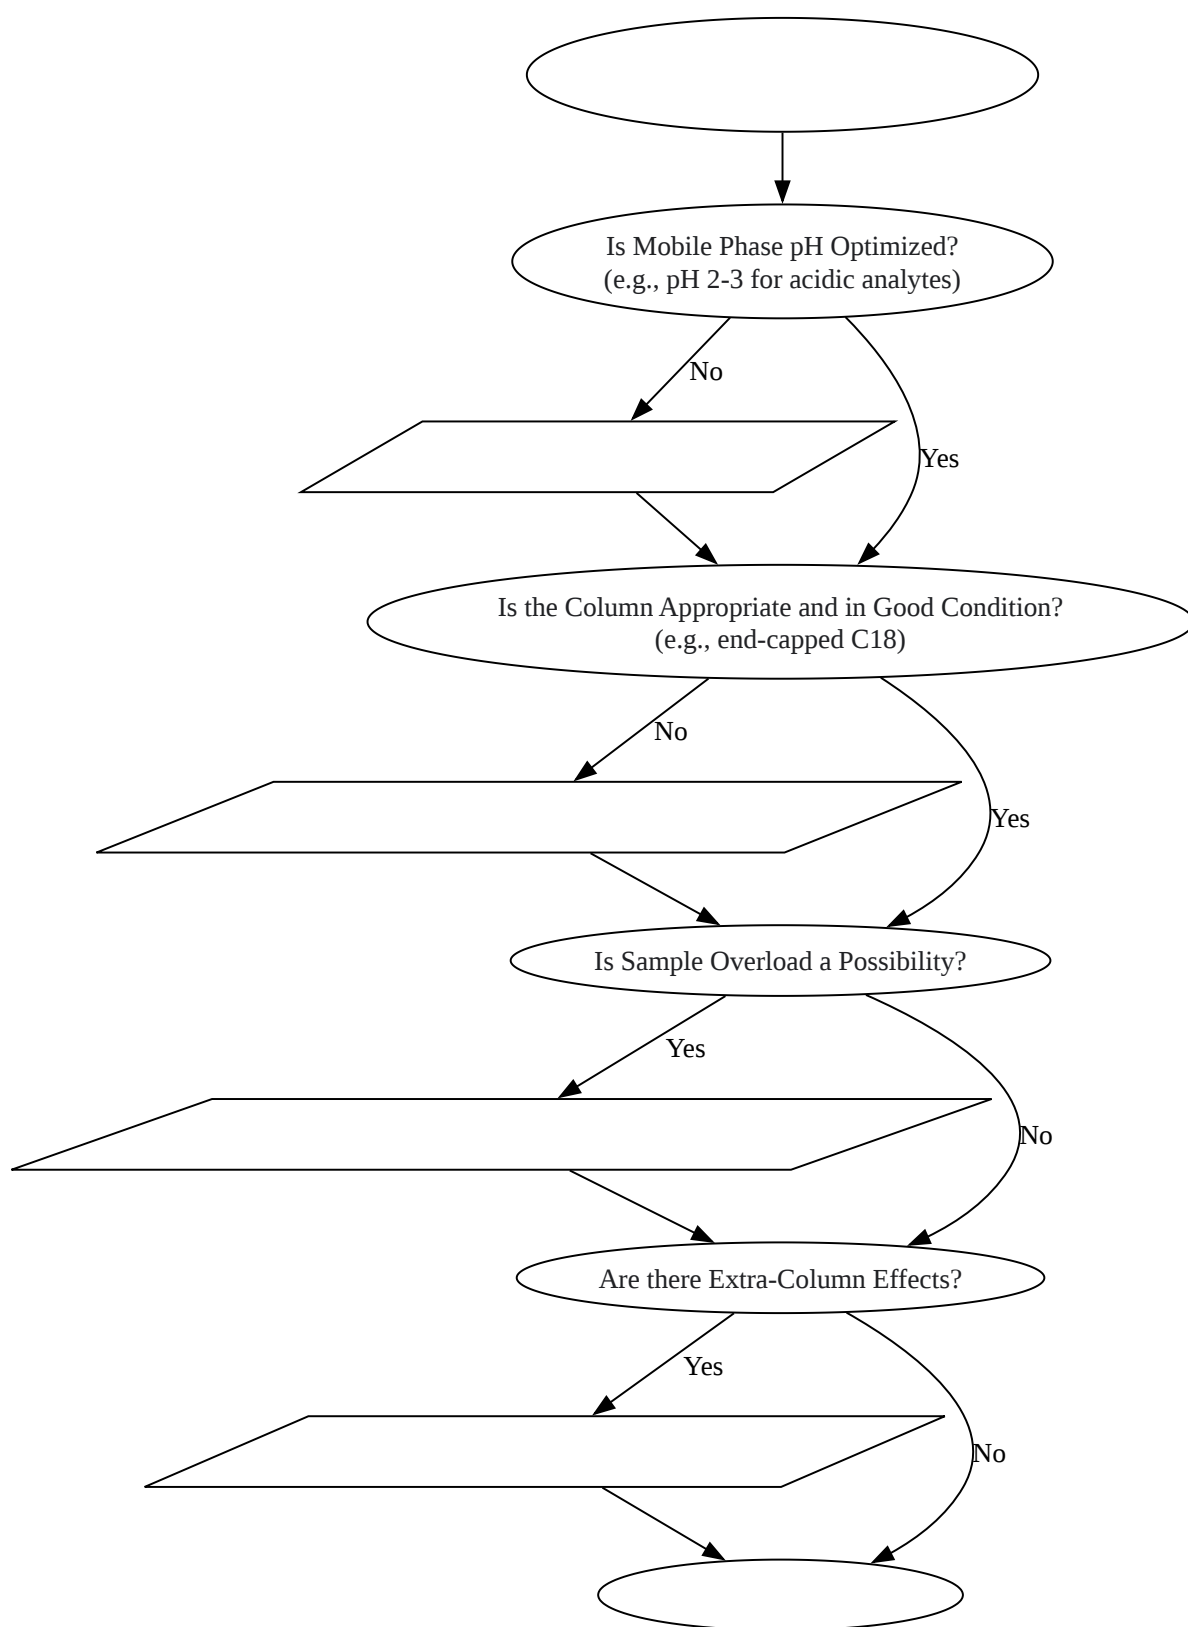 Is Mobile Phase pH Optimized?
(e.g., pH 2-3 for acidic analytes)
No
Yes
Is the Column Appropriate and in Good Condition?
(e.g., end-capped C18)
No
Yes
Is Sample Overload a Possibility?
Yes
No
Are there Extra-Column Effects?
Yes
No